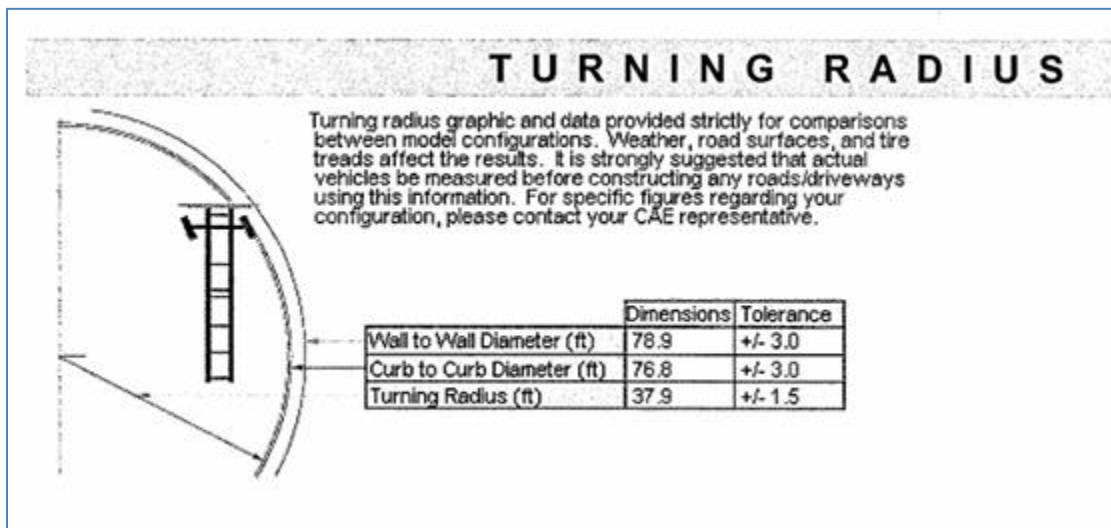 TURNING RADIUS
Turning radius graphic and data provided strictly for comparisons
between model configurations. Weather, road surfaces, and tire
treads affect the results. It is strongly suggested that actual
vehicles be measured before constructing any roads/driveways
using this information. For specific figures regarding your
configuration, please contact your CAE representative.
Dimensions Tolerance
Wall to Wall Diameter (ft) 78.9 +/- 3.0
Curb to Curb Diameter (ft) 76.8 +/- 3.0
Turning Radius (ft) 37.9 +/- 1.5